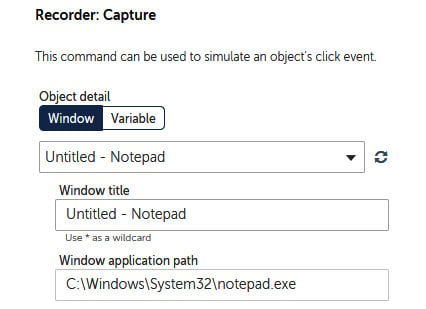 Recorder: Capture
This command can be used to simulate an object's click event.
Object detail
Window Variable
Untitled - Notepad
Window title
Untitled - Notepad
Use * as a wildcard
Window application path
C:\Windows\System32\notepad.exe